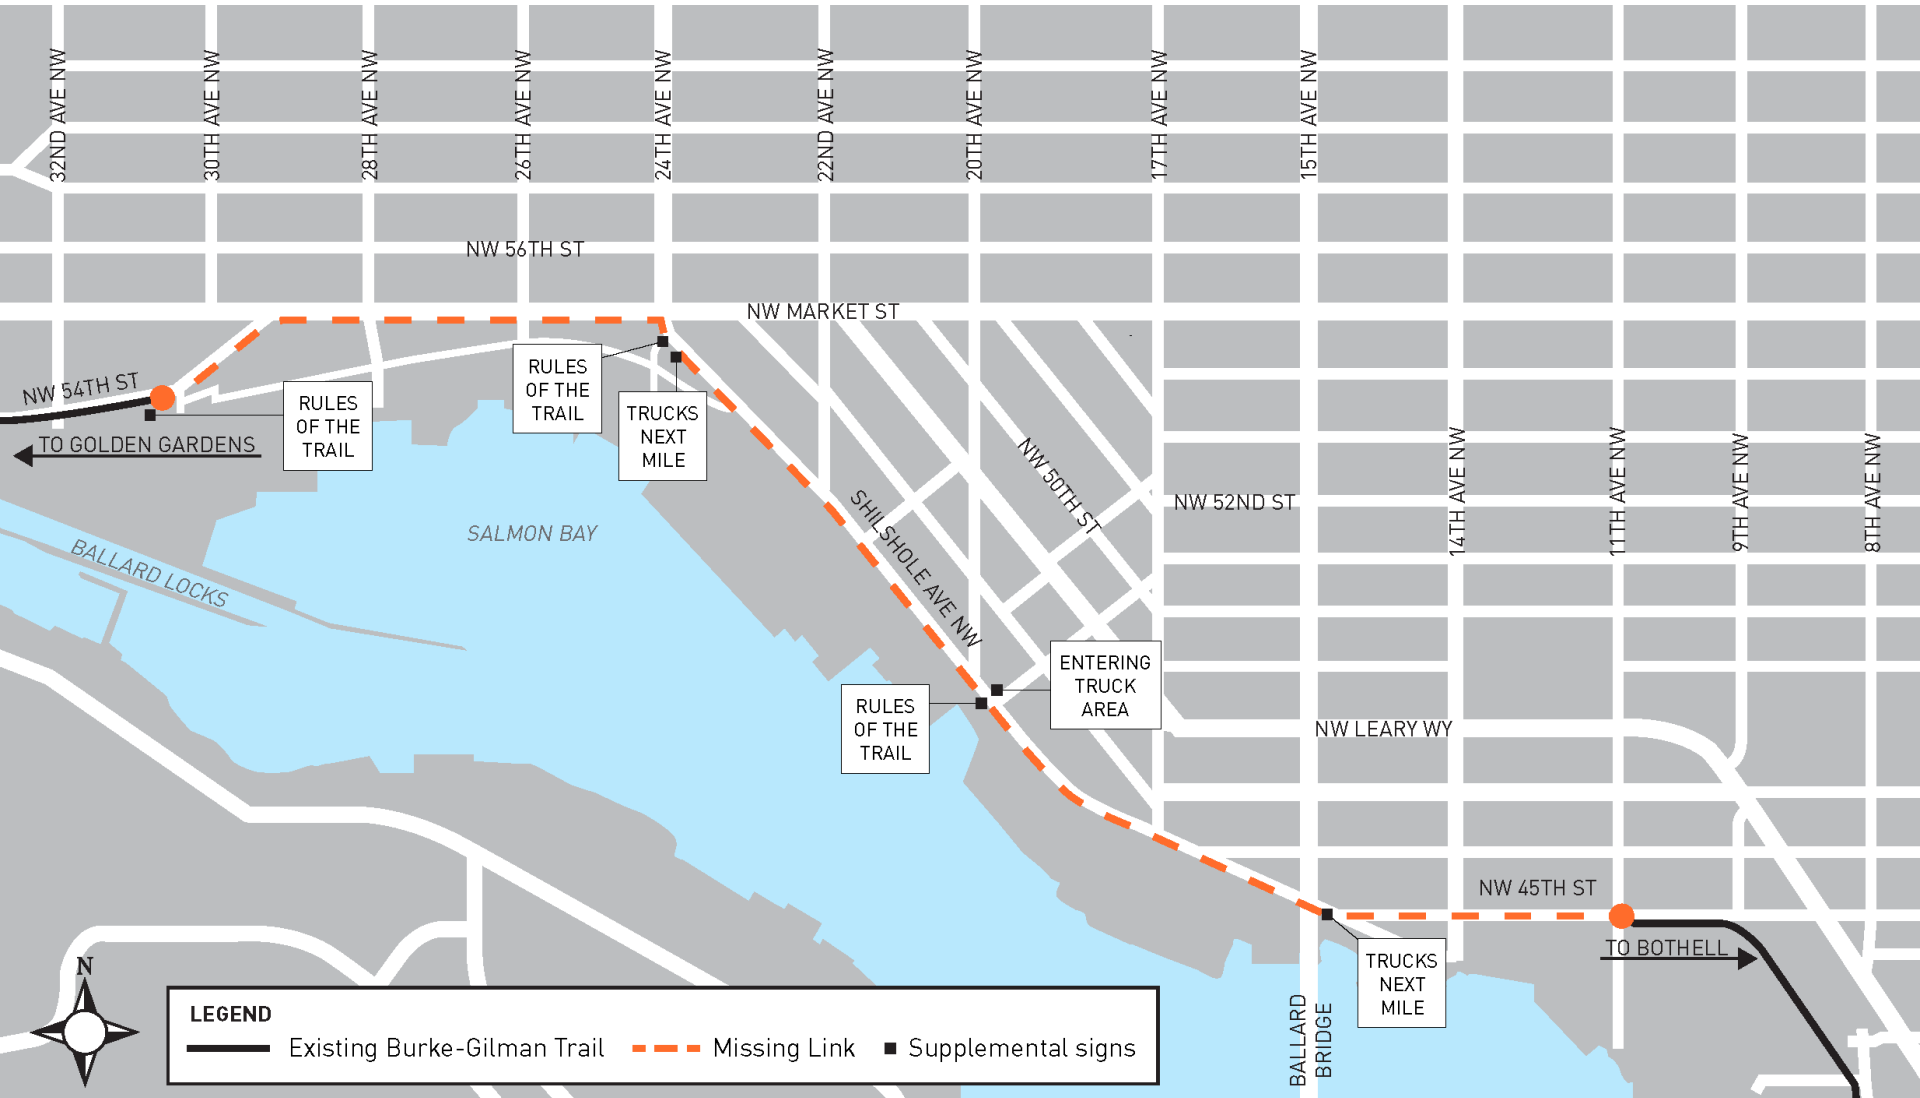 32ND AVE NW
30TH AVE NW
28TH AVE NW
26TH AVE NW
24TH AVE NW
22ND AVE NW
20TH AVE NW
17TH AVE NW
15TH AVE NW
NW 56TH ST
NW MARKET ST
NW 54TH ST
TO GOLDEN GARDENS
RULES
OF THE
TRAIL
RULES
OF THE
TRAIL
TRUCKS
NEXT
MILE
NW 50TH ST
NW 52ND ST
14TH AVE NW
11TH AVE NW
9TH AVE NW
8TH AVE NW
SALMON BAY
BALLARD LOCKS
SHILSHOLE AVE NW
ENTERING
TRUCK
AREA
RULES
OF THE
TRAIL
NW LEARY WY
NW 45TH ST
TO BOTHELL
TRUCKS
NEXT
MILE
BALLARD
BRIDGE
N
LEGEND
Existing Burke-Gilman Trail
Missing Link
Supplemental signs